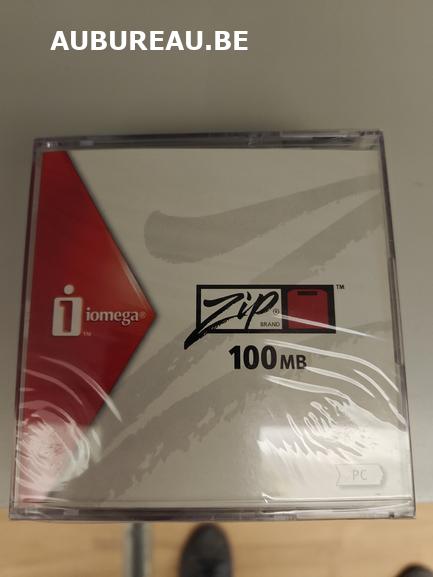 AUBUREAU.BE
iomega®
™
Zip®
BRAND
™
100MB
PC